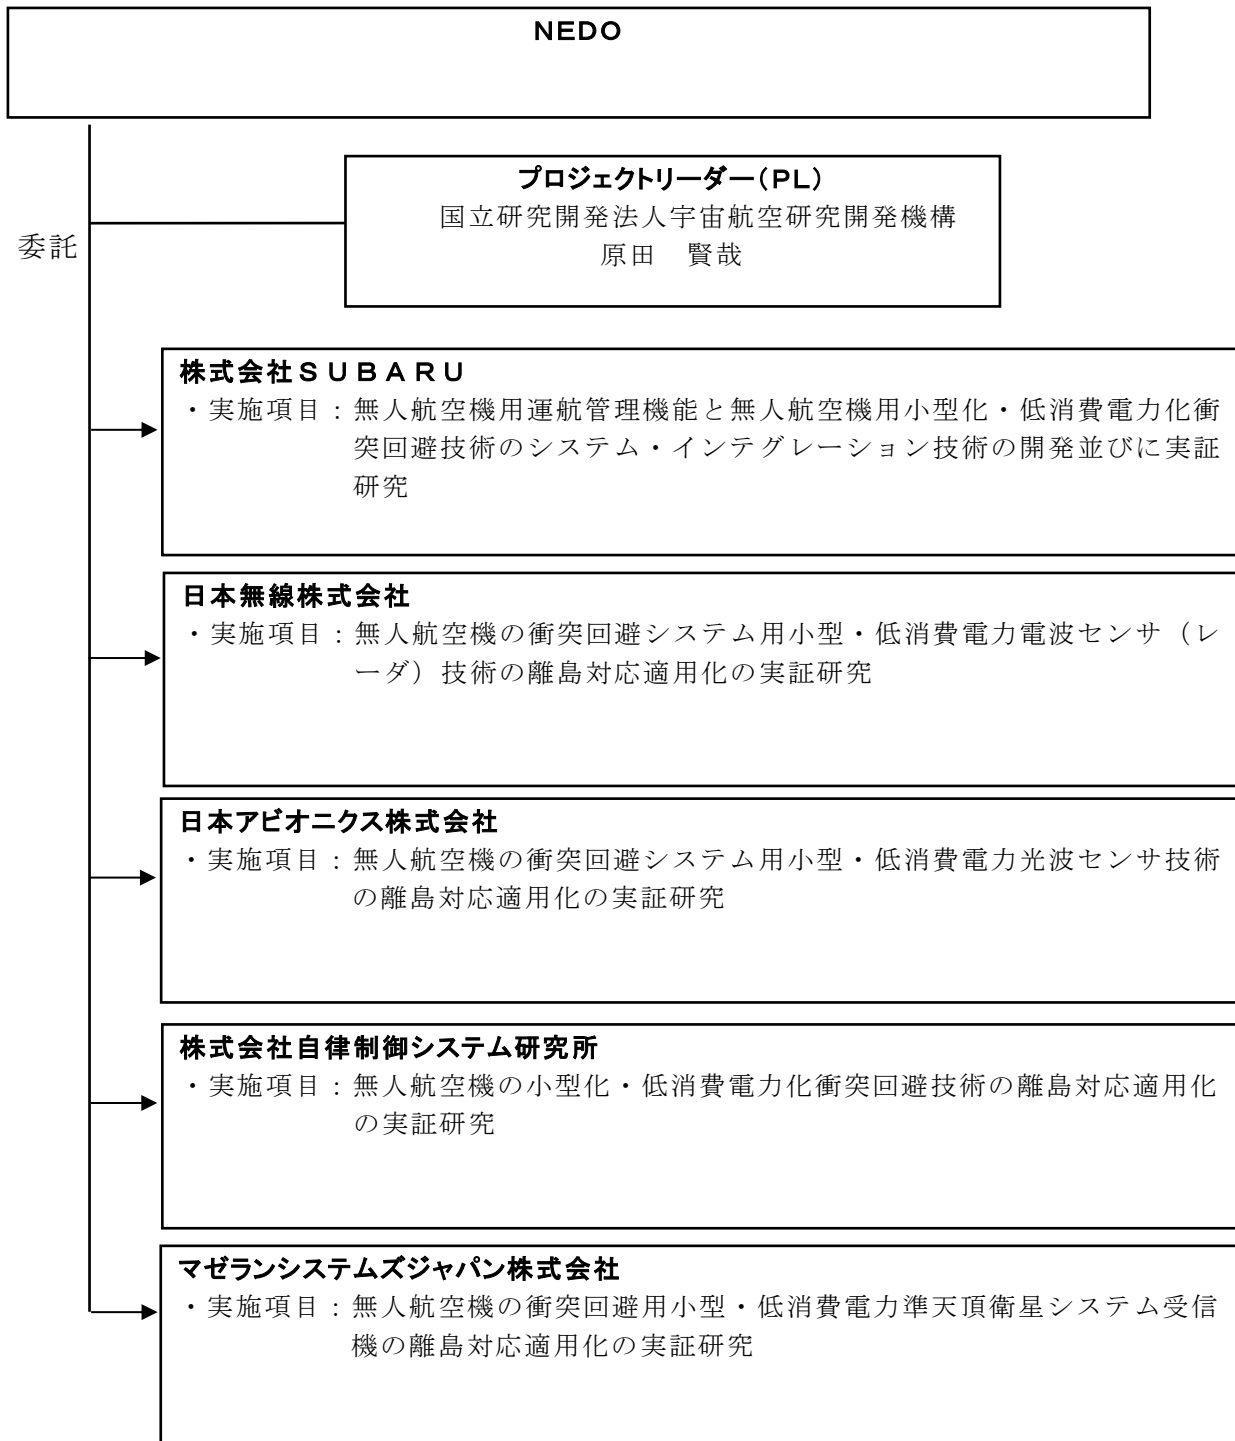 NEDO
プロジェクトリーダー(PL)
国立研究開発法人宇宙航空研究開発機構
原田　賢哉
委託
株式会社SUBARU
・実施項目：無人航空機用運航管理機能と無人航空機用小型化・低消費電力化衝
突回避技術のシステム・インテグレーション技術の開発並びに実証
研究
日本無線株式会社
・実施項目：無人航空機の衝突回避システム用小型・低消費電力電波センサ（レ
ーダ）技術の離島対応適用化の実証研究
日本アビオニクス株式会社
・実施項目：無人航空機の衝突回避システム用小型・低消費電力光波センサ技術
の離島対応適用化の実証研究
株式会社自律制御システム研究所
・実施項目：無人航空機の小型化・低消費電力化衝突回避技術の離島対応適用化
の実証研究
マゼランシステムズジャパン株式会社
・実施項目：無人航空機の衝突回避用小型・低消費電力準天頂衛星システム受信
機の離島対応適用化の実証研究